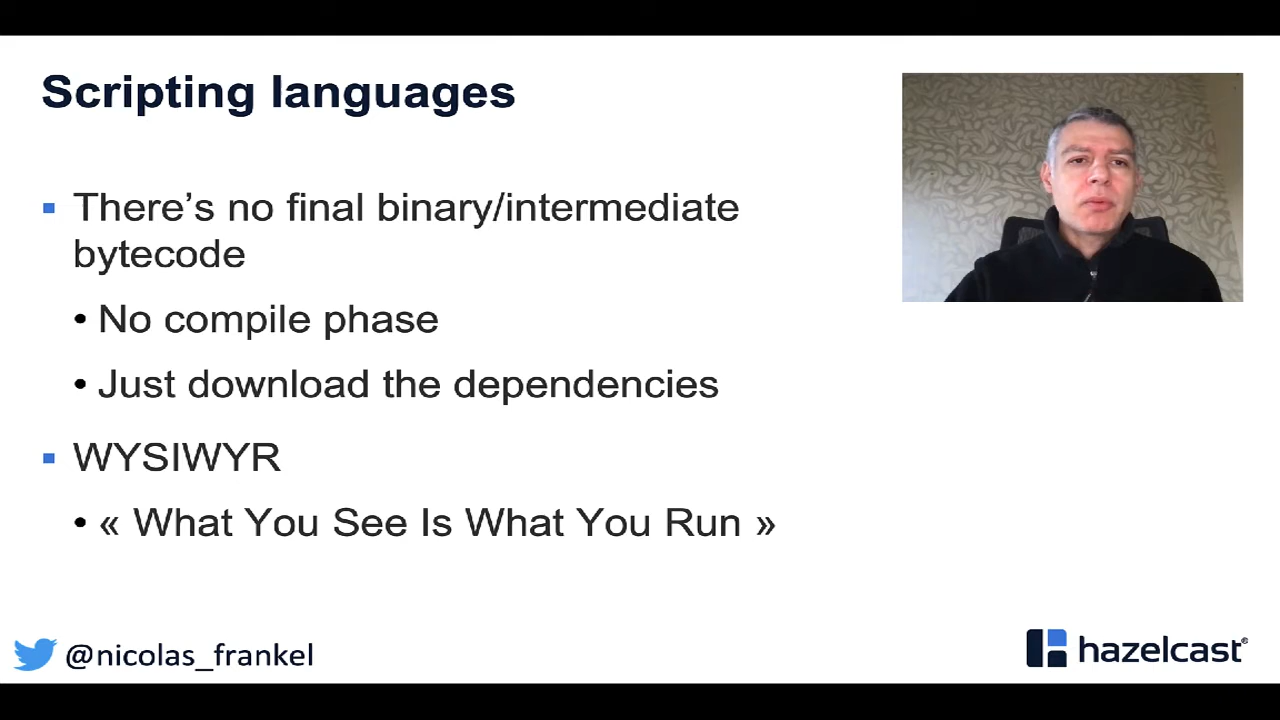 Scripting languages
There’s no final binary/intermediate
bytecode
• No compile phase
• Just download the dependencies
WYSIWYR
• « What You See Is What You Run »
@nicolas_frankel
hazelcast®